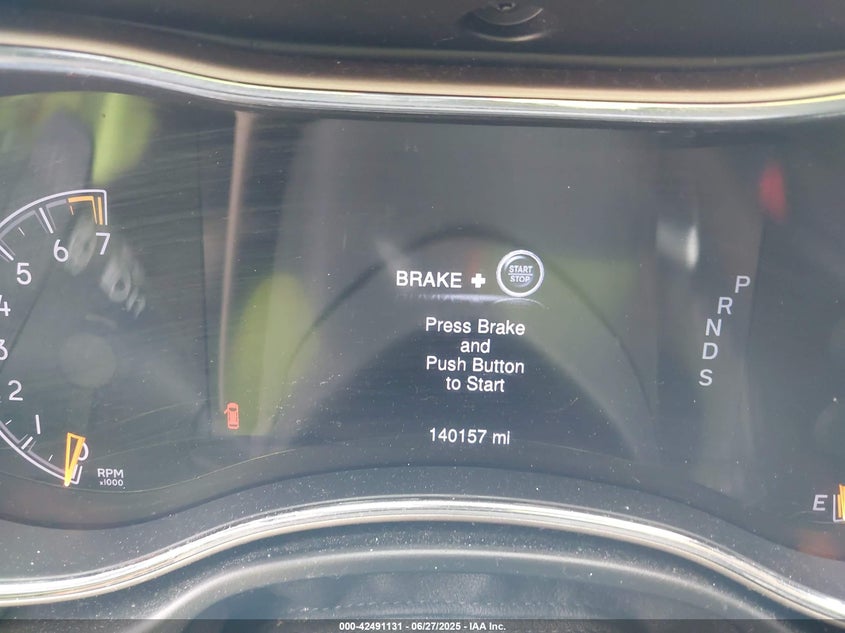 7
6
5
4
3
2
1
0
RPM
x1000
BRAKE + START STOP
Press Brake
and
Push Button
to Start
140157 mi
P
R
N
D
S
E
000-42491131 - 06/27/2025 - IAA Inc.